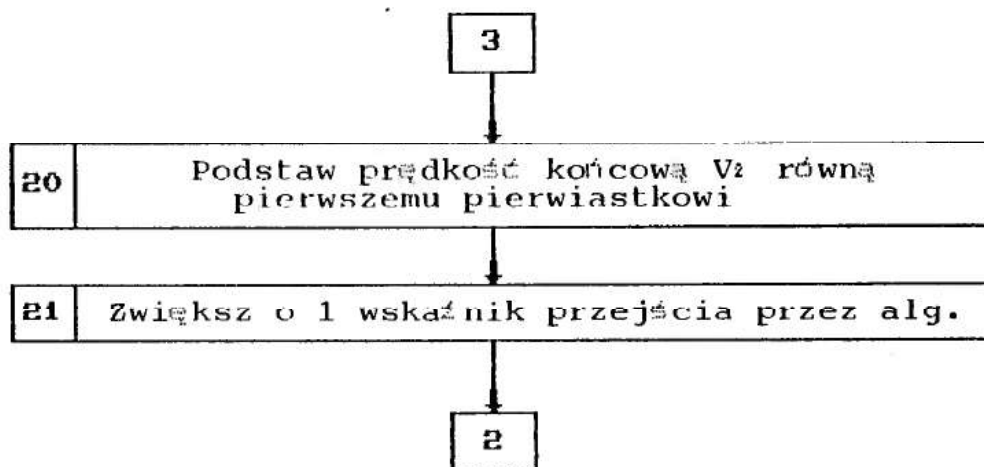 3
20 Podstaw prędkość końcową V₂ równą
pierwszemu pierwiastkowi
21 Zwiększ o 1 wskaźnik przejścia przez alg.
2